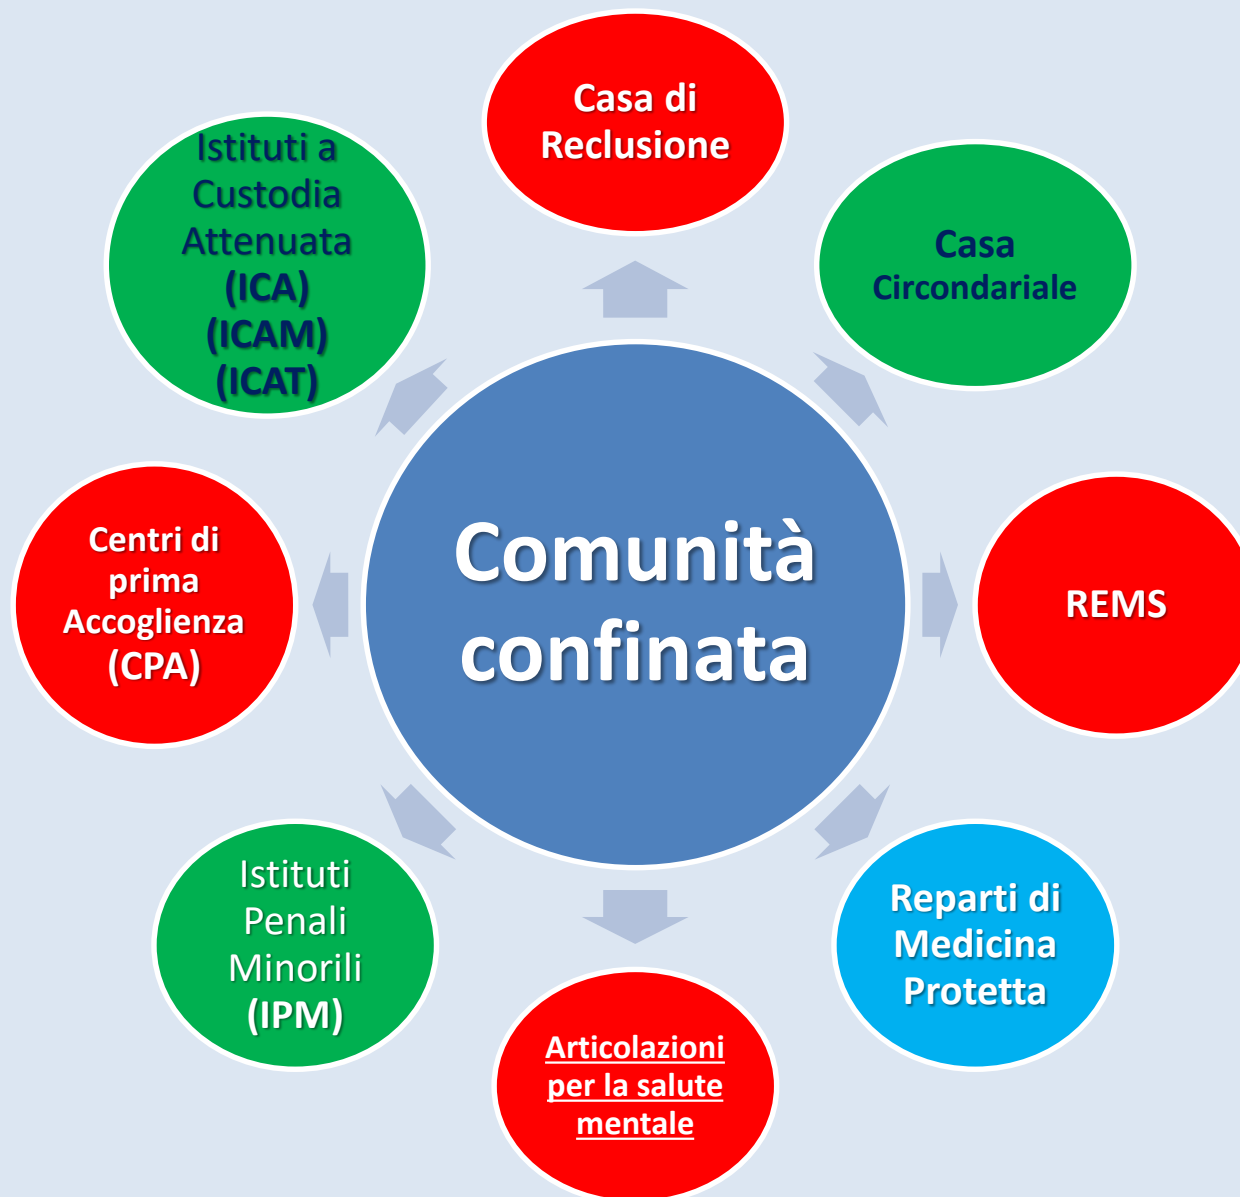 Casa di
Reclusione
Istituti a
Custodia
Attenuata
(ICA)
(ICAM)
(ICAT)
Casa
Circondariale
Comunità
confinata
Centri di
prima
Accoglienza
(CPA)
REMS
Istituti
Penali
Minorili
(IPM)
Reparti di
Medicina
Protetta
Articolazioni
per la salute
mentale